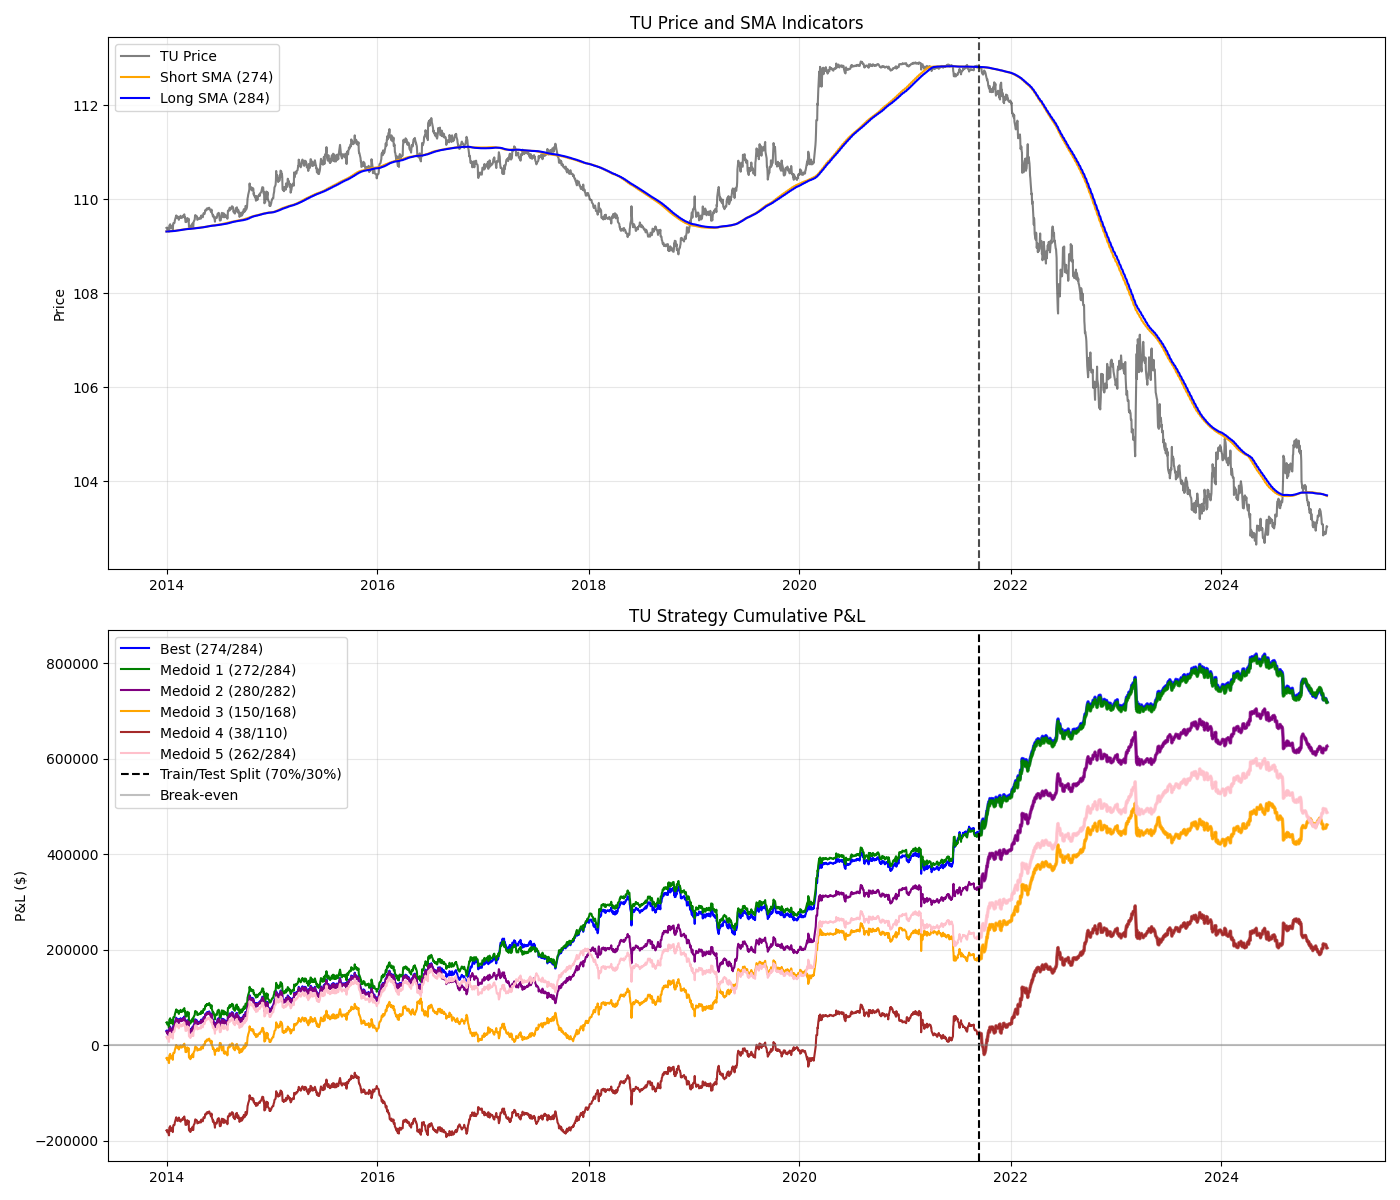 TU Price and SMA Indicators
TU Price
Short SMA (274)
Long SMA (284)
Price
112
110
108
106
104
2014 2016 2018 2020 2022 2024
TU Strategy Cumulative P&L
Best (274/284)
Medoid 1 (272/284)
Medoid 2 (280/282)
Medoid 3 (150/168)
Medoid 4 (38/110)
Medoid 5 (262/284)
Train/Test Split (70%/30%)
Break-even
P&L ($)
800000
600000
400000
200000
0
−200000
2014 2016 2018 2020 2022 2024